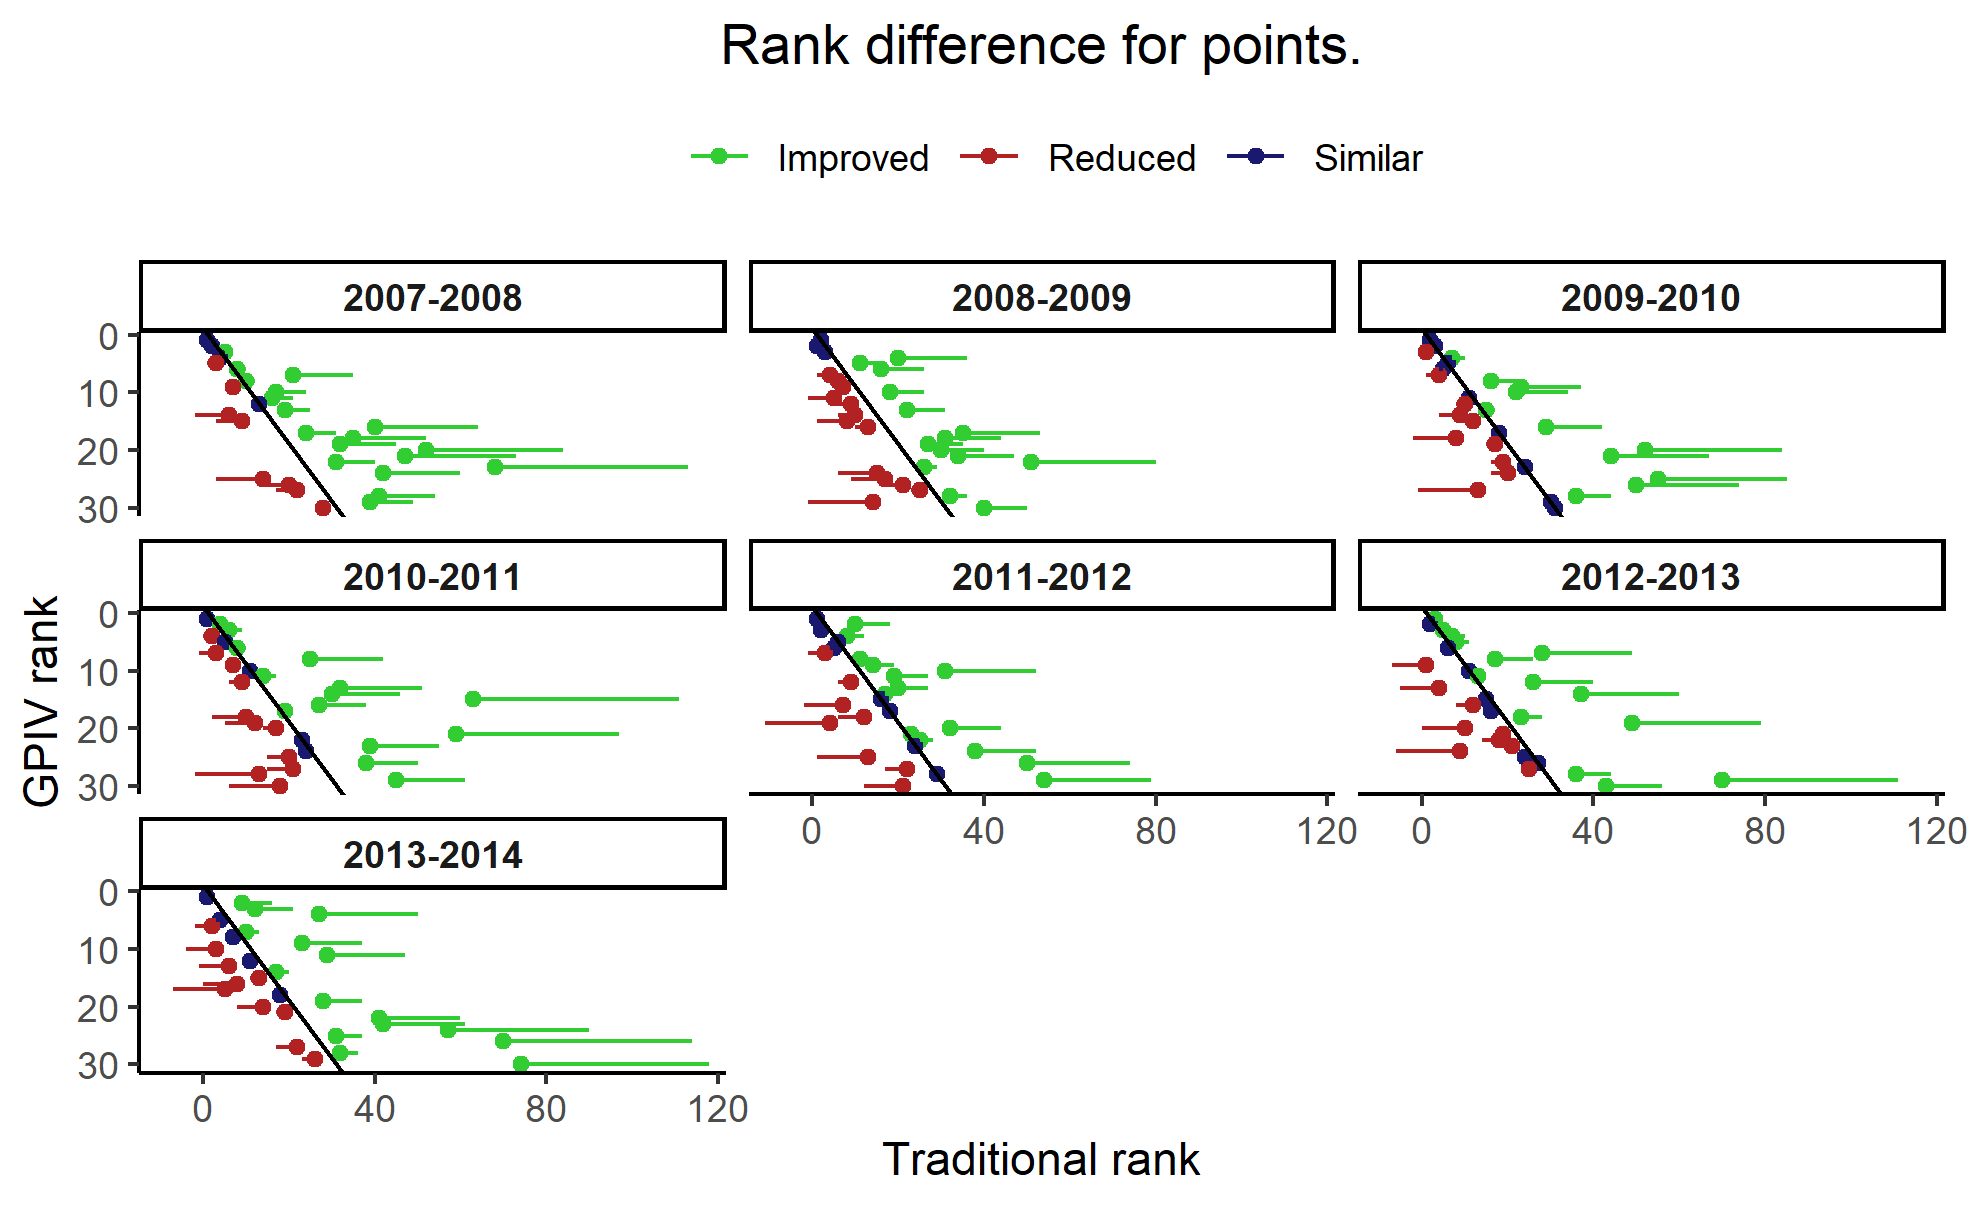 Rank difference for points.
Improved Reduced Similar
2007-2008 2008-2009 2009-2010
0
10
20
30
2010-2011 2011-2012 2012-2013
0
10
20
30
0 40 80 120 0 40 80 120
2013-2014
0
10
20
30
0 40 80 120
GPIV rank
Traditional rank